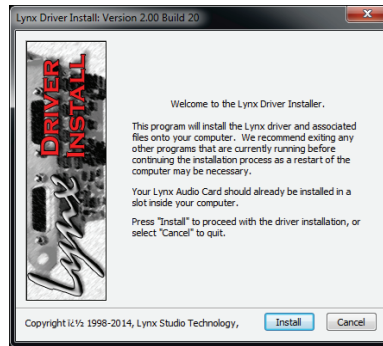 Lynx Driver Install: Version 2.00 Build 20
DRIVER
INSTALL
Lynx
Welcome to the Lynx Driver Installer.
This program will install the Lynx driver and associated
files onto your computer.  We recommend exiting any
other programs that are currently running before
continuing the installation process as a restart of the
computer may be necessary.
Your Lynx Audio Card should already be installed in a
slot inside your computer.
Press "Install" to proceed with the driver installation, or
select "Cancel" to quit.
Copyright ï¿½ 1998-2014, Lynx Studio Technology,
Install
Cancel